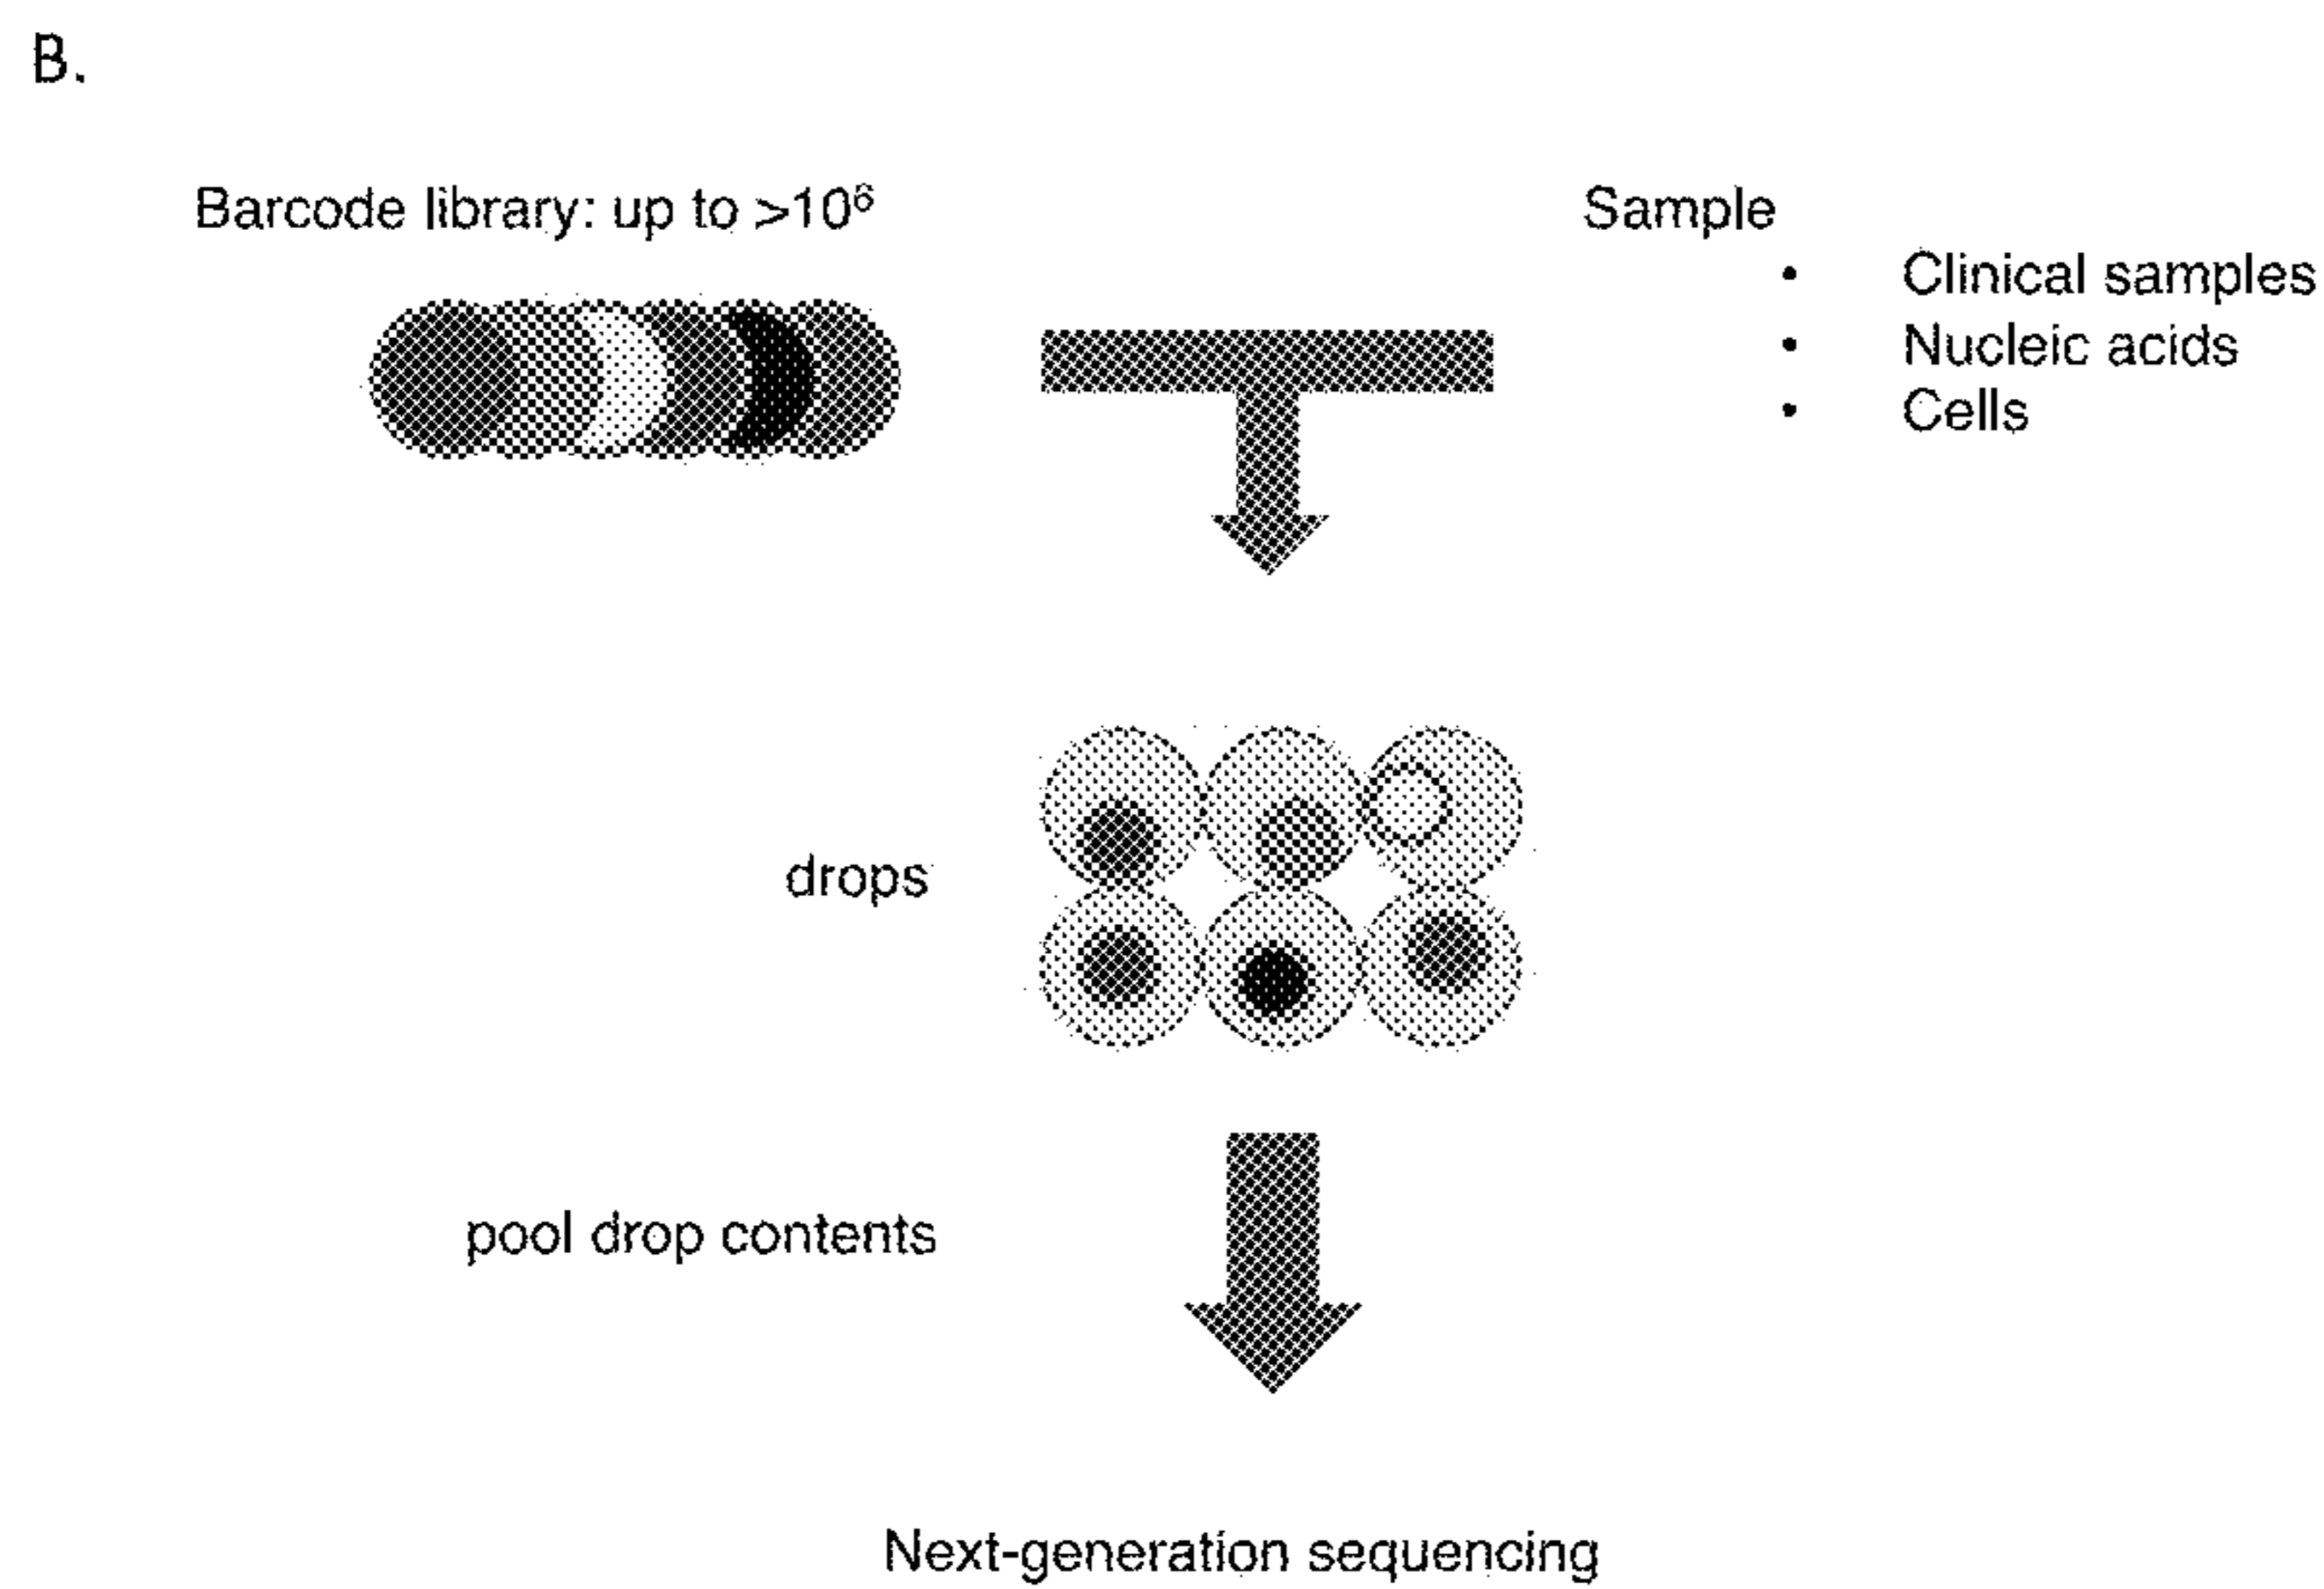 B.
Barcode library: up to >10⁶
Sample
• Clinical samples
• Nucleic acids
• Cells
drops
pool drop contents
Next-generation sequencing